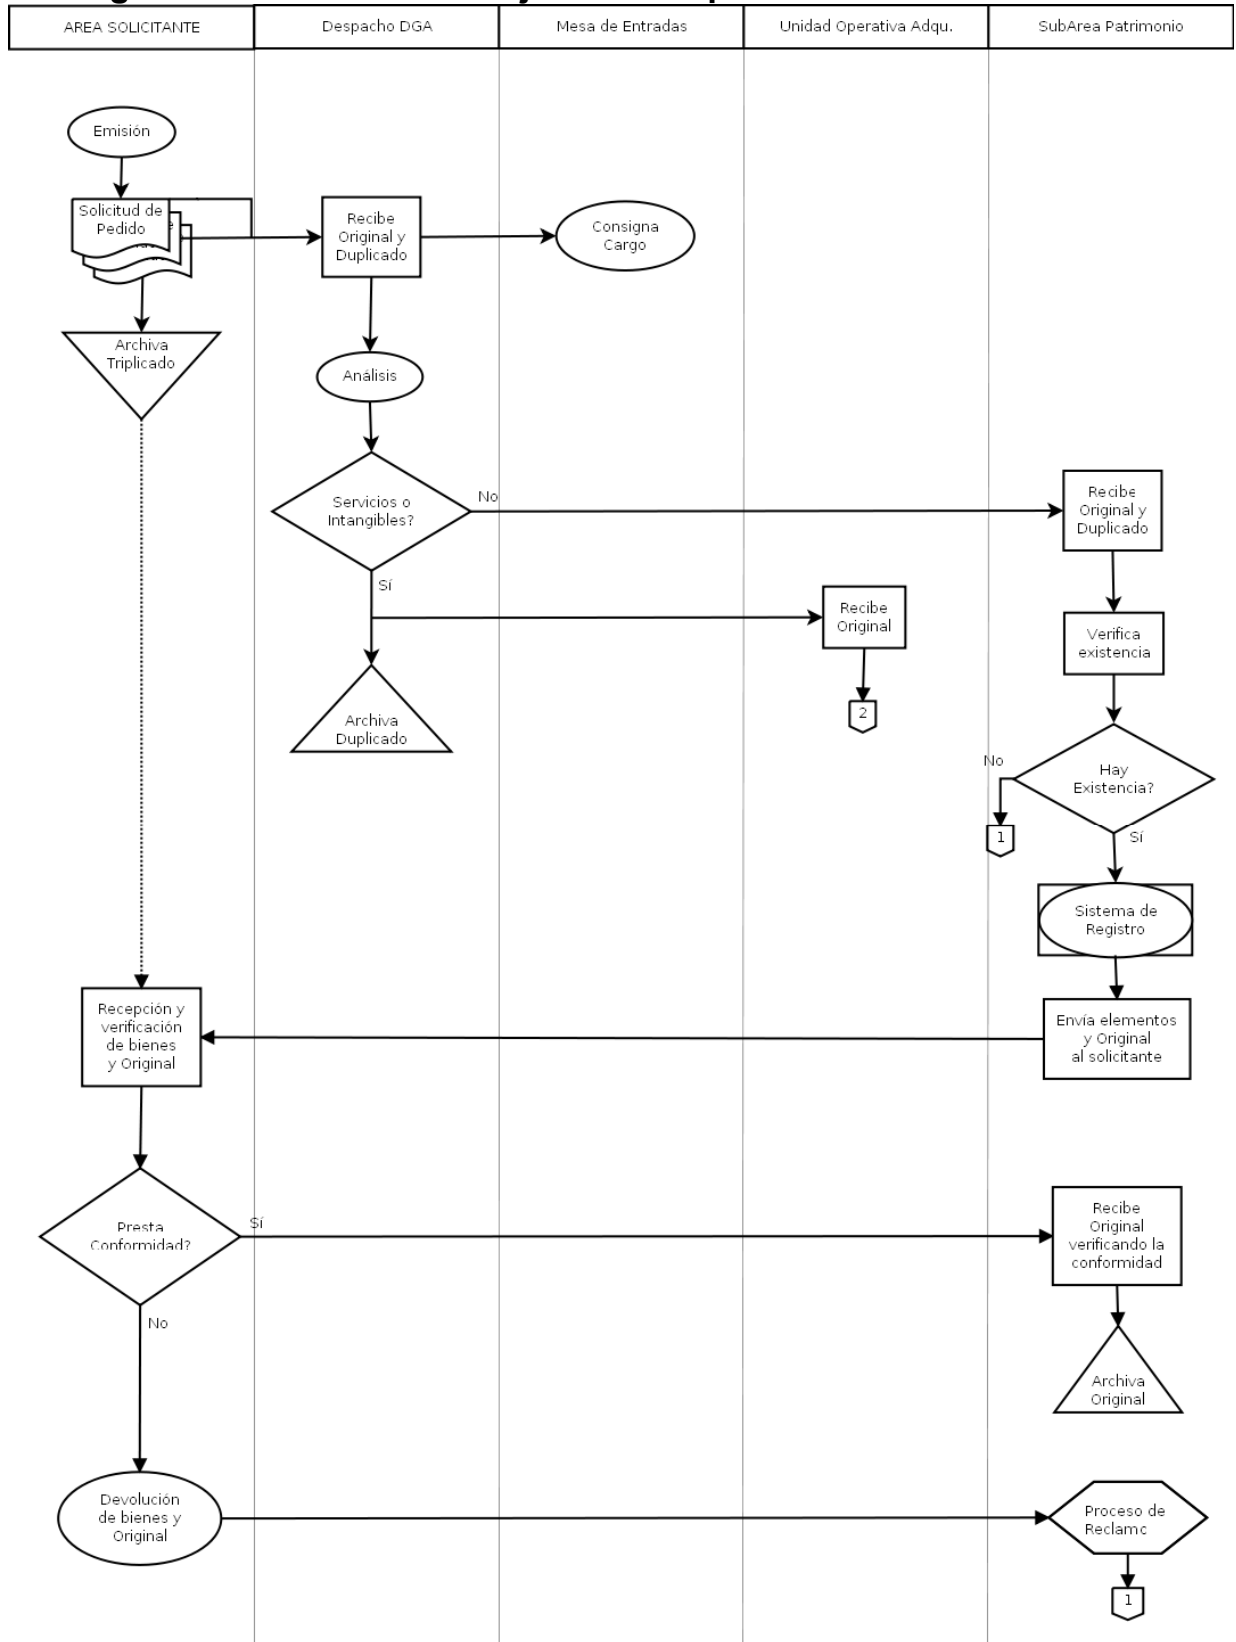 AREA SOLICITANTE
Despacho DGA
Mesa de Entradas
Unidad Operativa Adqu.
SubArea Patrimonio
Emisión
Solicitud de
Pedido
Recibe
Original y
Duplicado
Consigna
Cargo
Archiva
Triplicado
Análisis
Servicios o
Intangibles?
No
Sí
Recibe
Original y
Duplicado
Recibe
Original
Verifica
existencia
2
Archiva
Duplicado
Hay
Existencia?
No
1
Sí
Sistema de
Registro
Recepción y
verificación
de bienes
y Original
Envía elementos
y Original
al solicitante
Presta
Conformidad?
Sí
No
Recibe
Original
verificando la
conformidad
Archiva
Original
Devolución
de bienes y
Original
Proceso de
Reclamc
1